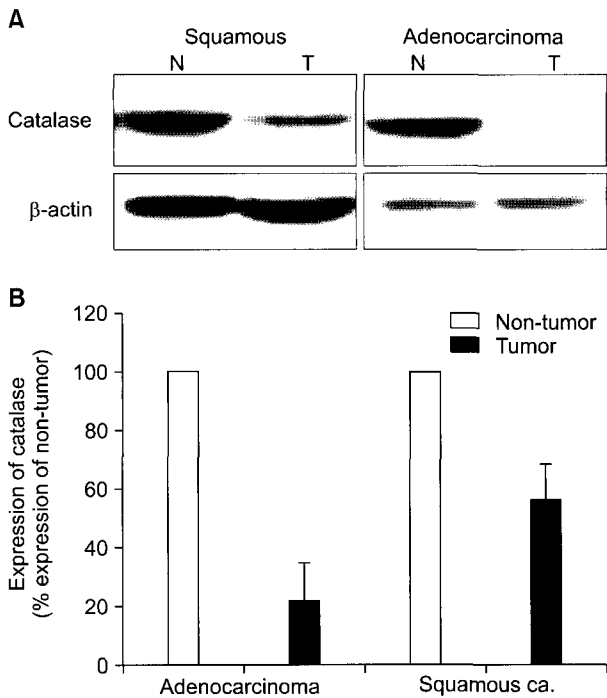 A
Squamous Adenocarcinoma
N T N T
Catalase
β-actin
B
Expression of catalase
(% expression of non-tumor)
120
100
80
60
40
20
0
Non-tumor
Tumor
Adenocarcinoma Squamous ca.